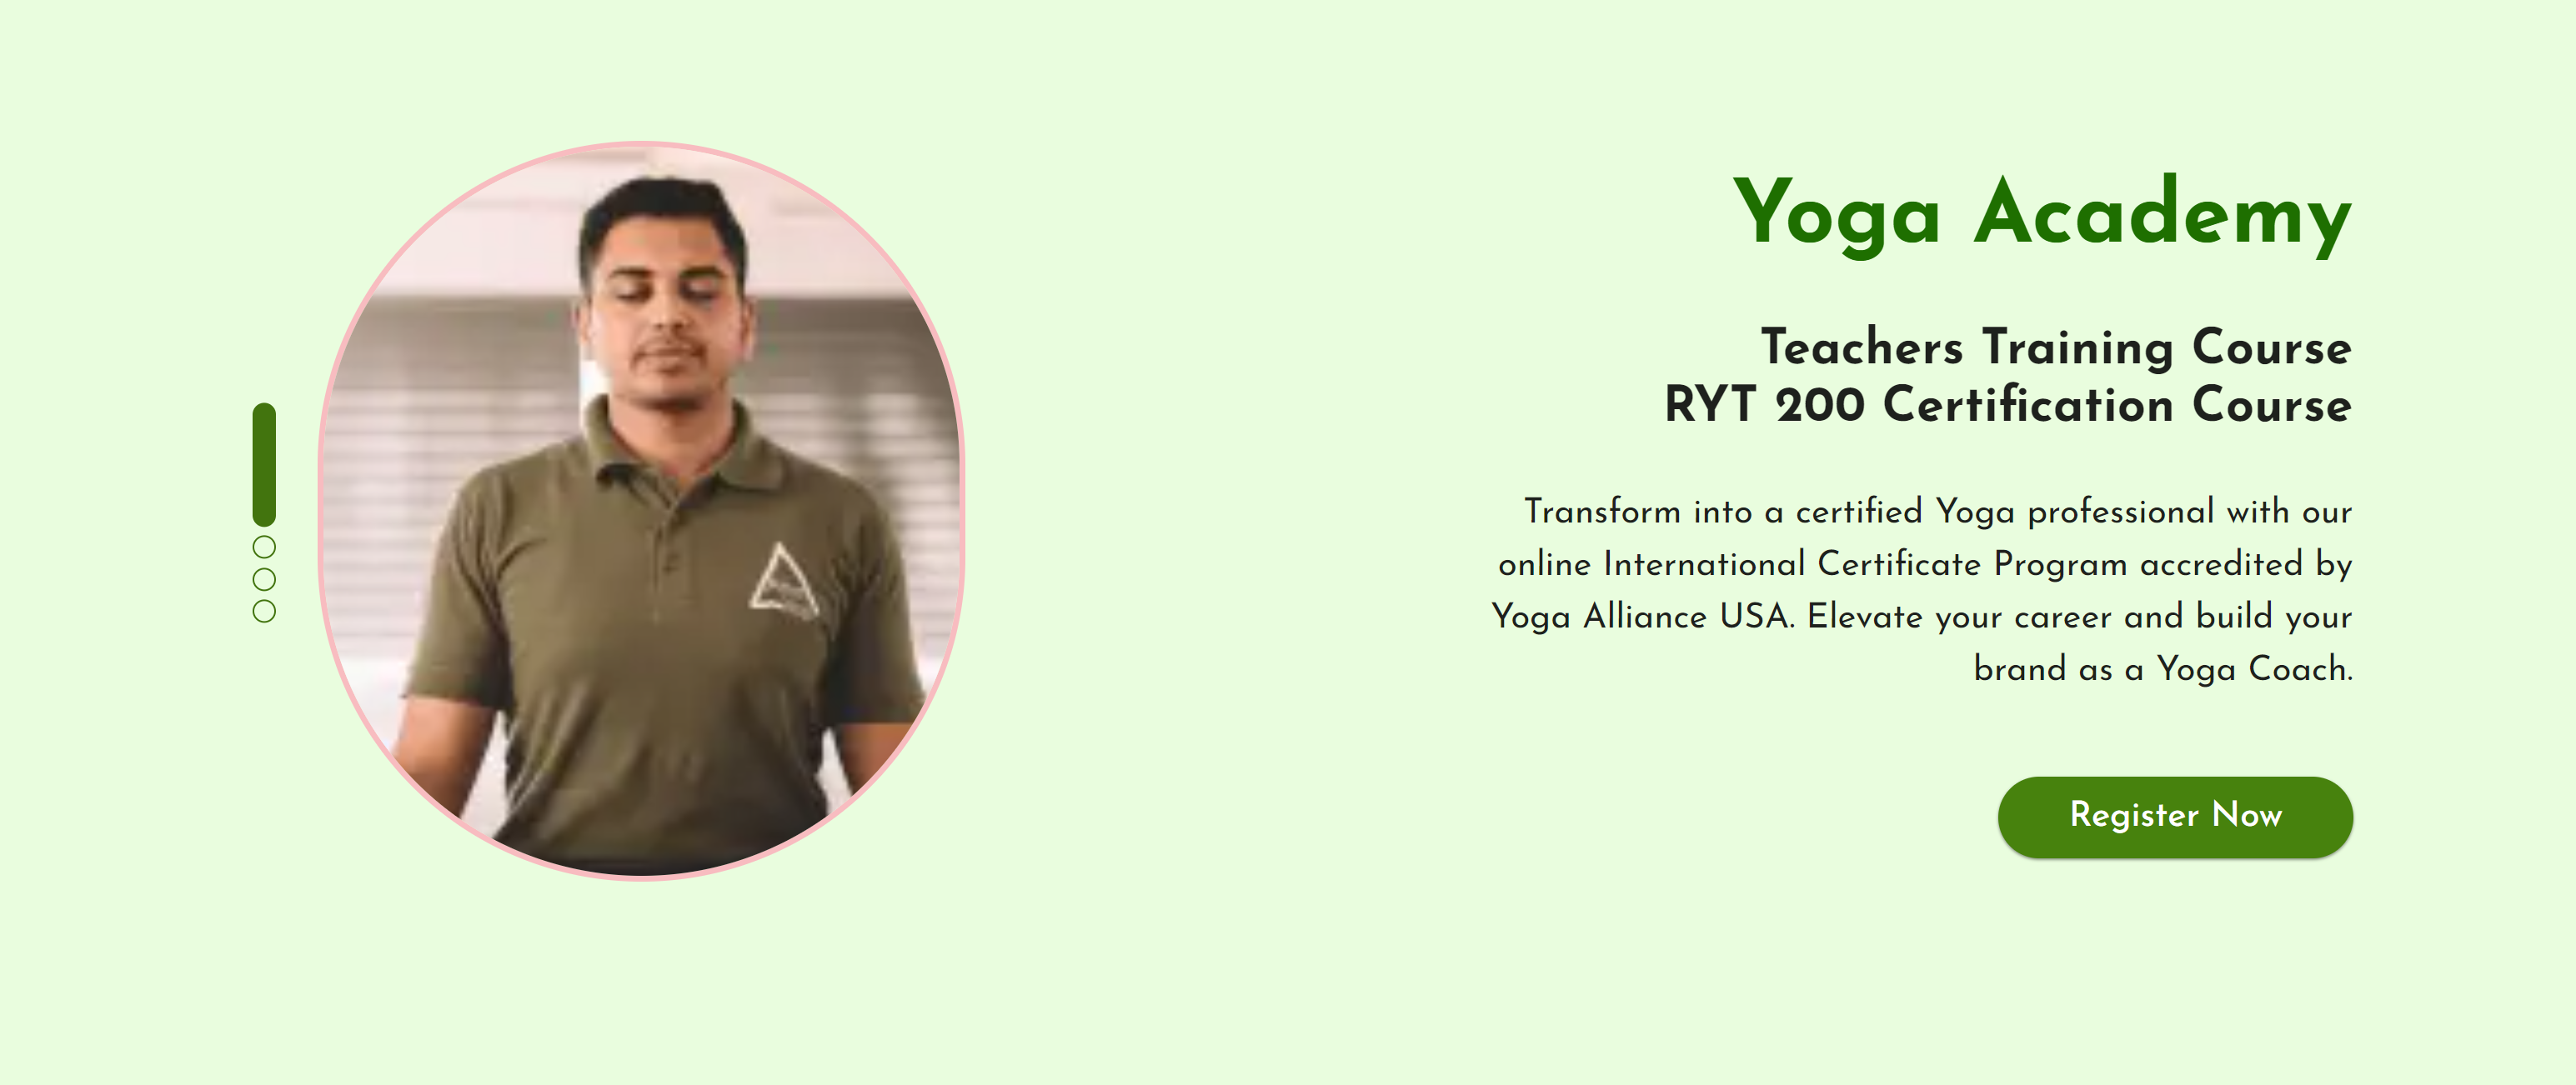 Yoga Academy
Teachers Training Course
RYT 200 Certification Course
Transform into a certified Yoga professional with our
online International Certificate Program accredited by
Yoga Alliance USA. Elevate your career and build your
brand as a Yoga Coach.
Register Now